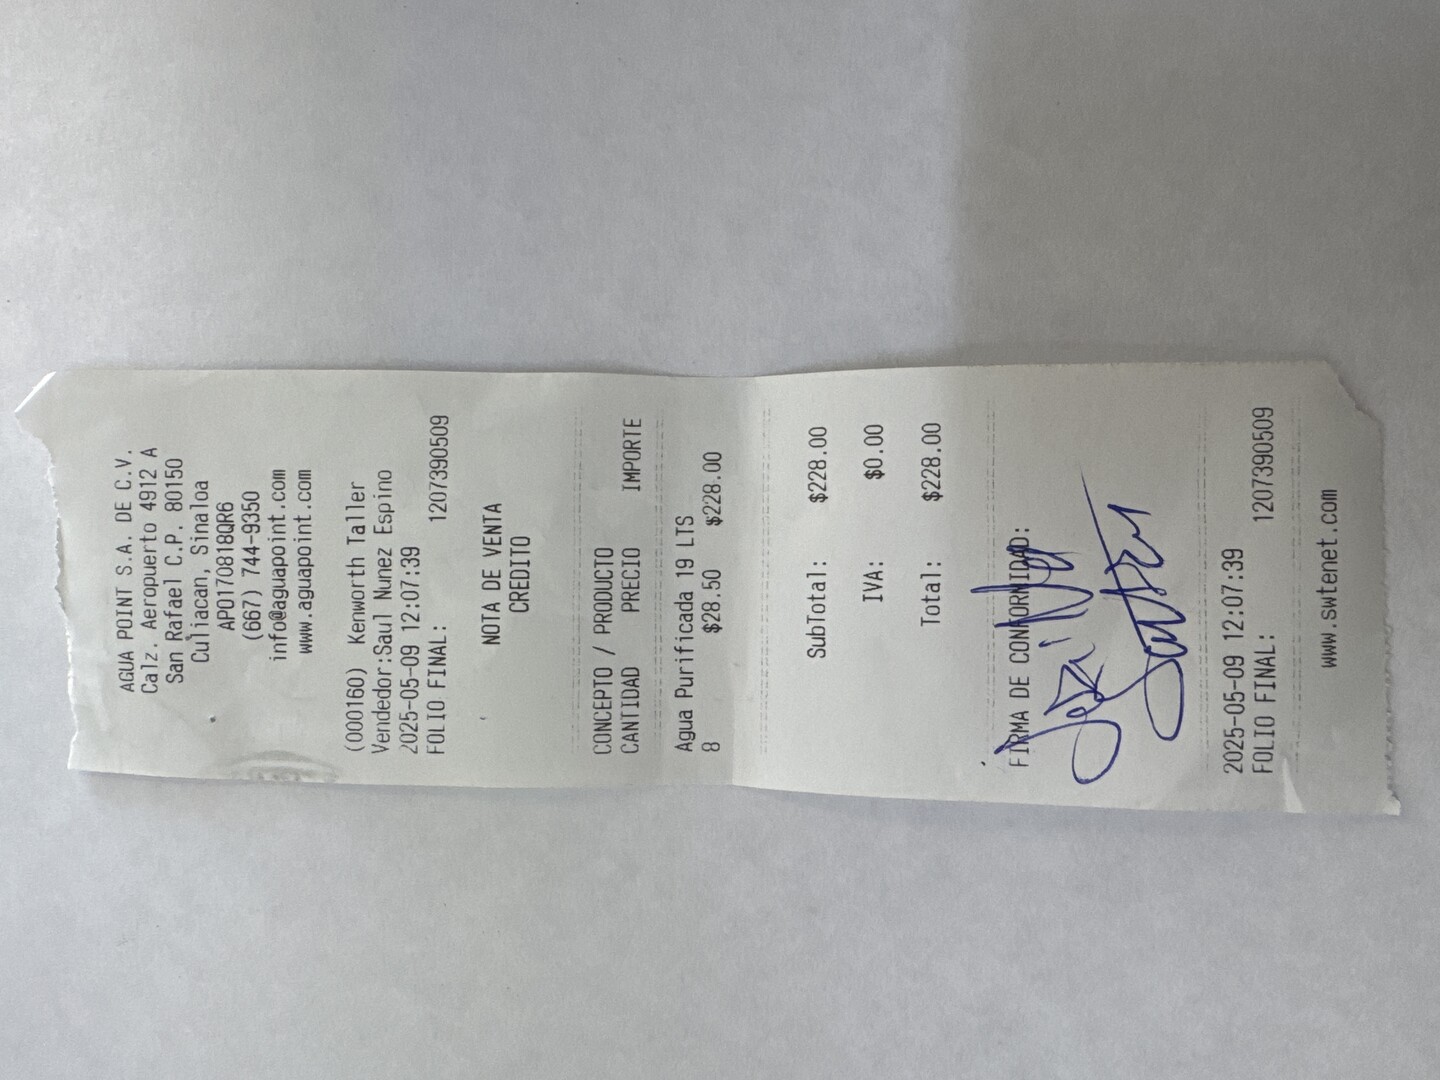 AGUA POINT S.A. DE C.V.
Calz. Aeropuerto 4912 A
San Rafael C.P. 80150
Culiacan, Sinaloa
APO170818QR6
(667) 744-9350
info@aguapoint.com
www.aguapoint.com
(000160) Kenworth Taller
Vendedor:Saul Nunez Espino
2025-05-09 12:07:39
FOLIO FINAL: 1207390509
NOTA DE VENTA
CREDITO
CONCEPTO / PRODUCTO
CANTIDAD PRECIO IMPORTE
Agua Purificada 19 LTS
8 $28.50 $228.00
SubTotal: $228.00
IVA: $0.00
Total: $228.00
FIRMA DE CONFORMIDAD:
2025-05-09 12:07:39
FOLIO FINAL: 1207390509
www.swtenet.com